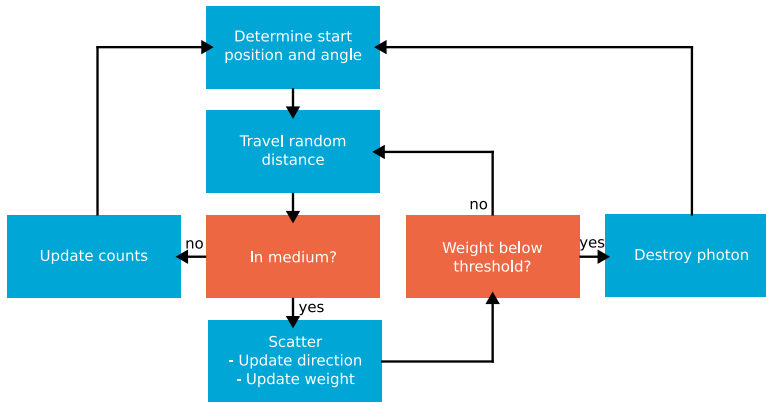 Determine start
position and angle
Travel random
distance
no
Update counts
no
In medium?
Weight below
threshold?
yes
Destroy photon
yes
Scatter
- Update direction
- Update weight